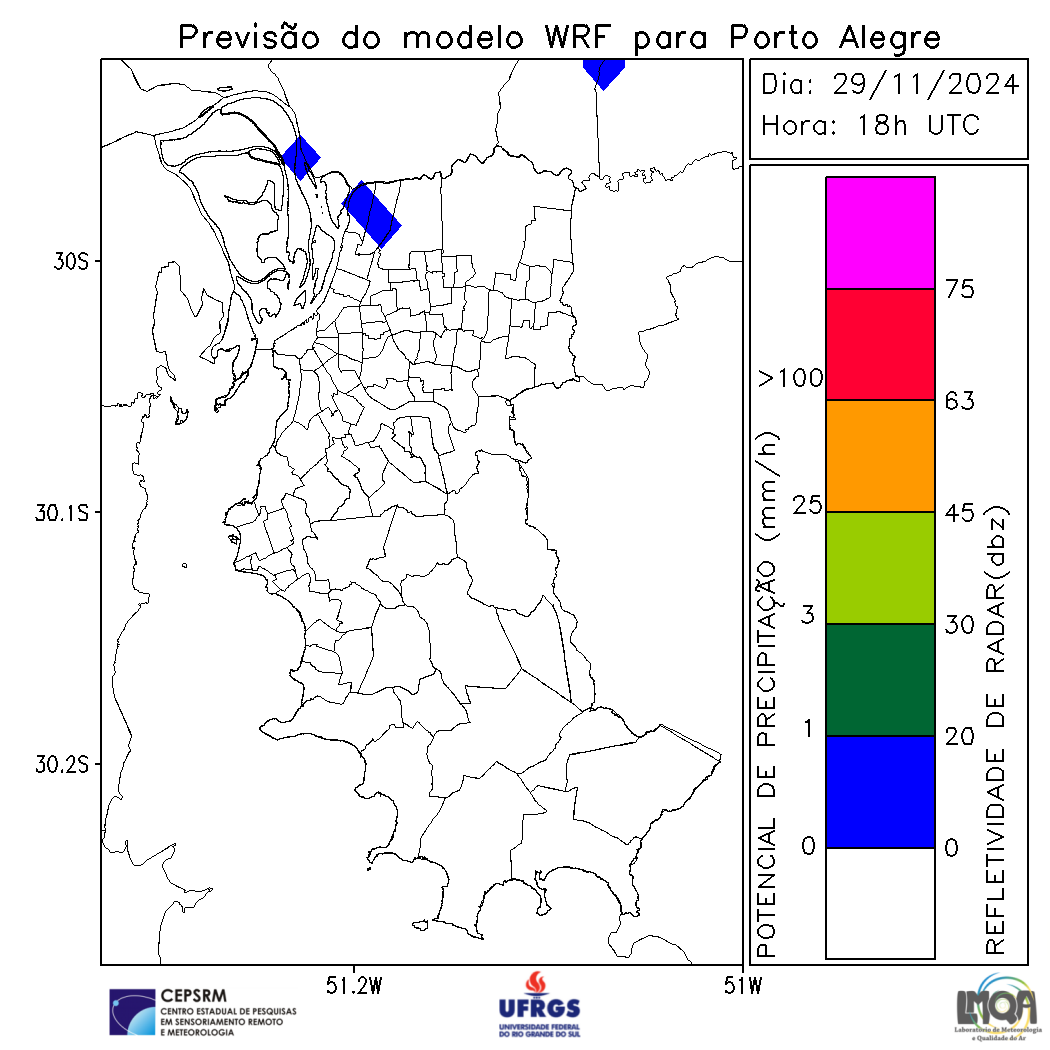 Previsão do modelo WRF para Porto Alegre
Dia: 29/11/2024
Hora: 18h UTC
30S
30.1S
30.2S
51.2W
51W
POTENCIAL DE PRECIPITAÇÃO (mm/h)
>100
25
3
1
0
75
63
45
30
20
0
REFLETIVIDADE DE RADAR(dbz)
CEPSRM
CENTRO ESTADUAL DE PESQUISAS
EM SENSORIAMENTO REMOTO
E METEOROLOGIA
UFRGS
UNIVERSIDADE FEDERAL
DO RIO GRANDE DO SUL
LMQA
Laboratório de Meteorologia
e Qualidade do Ar